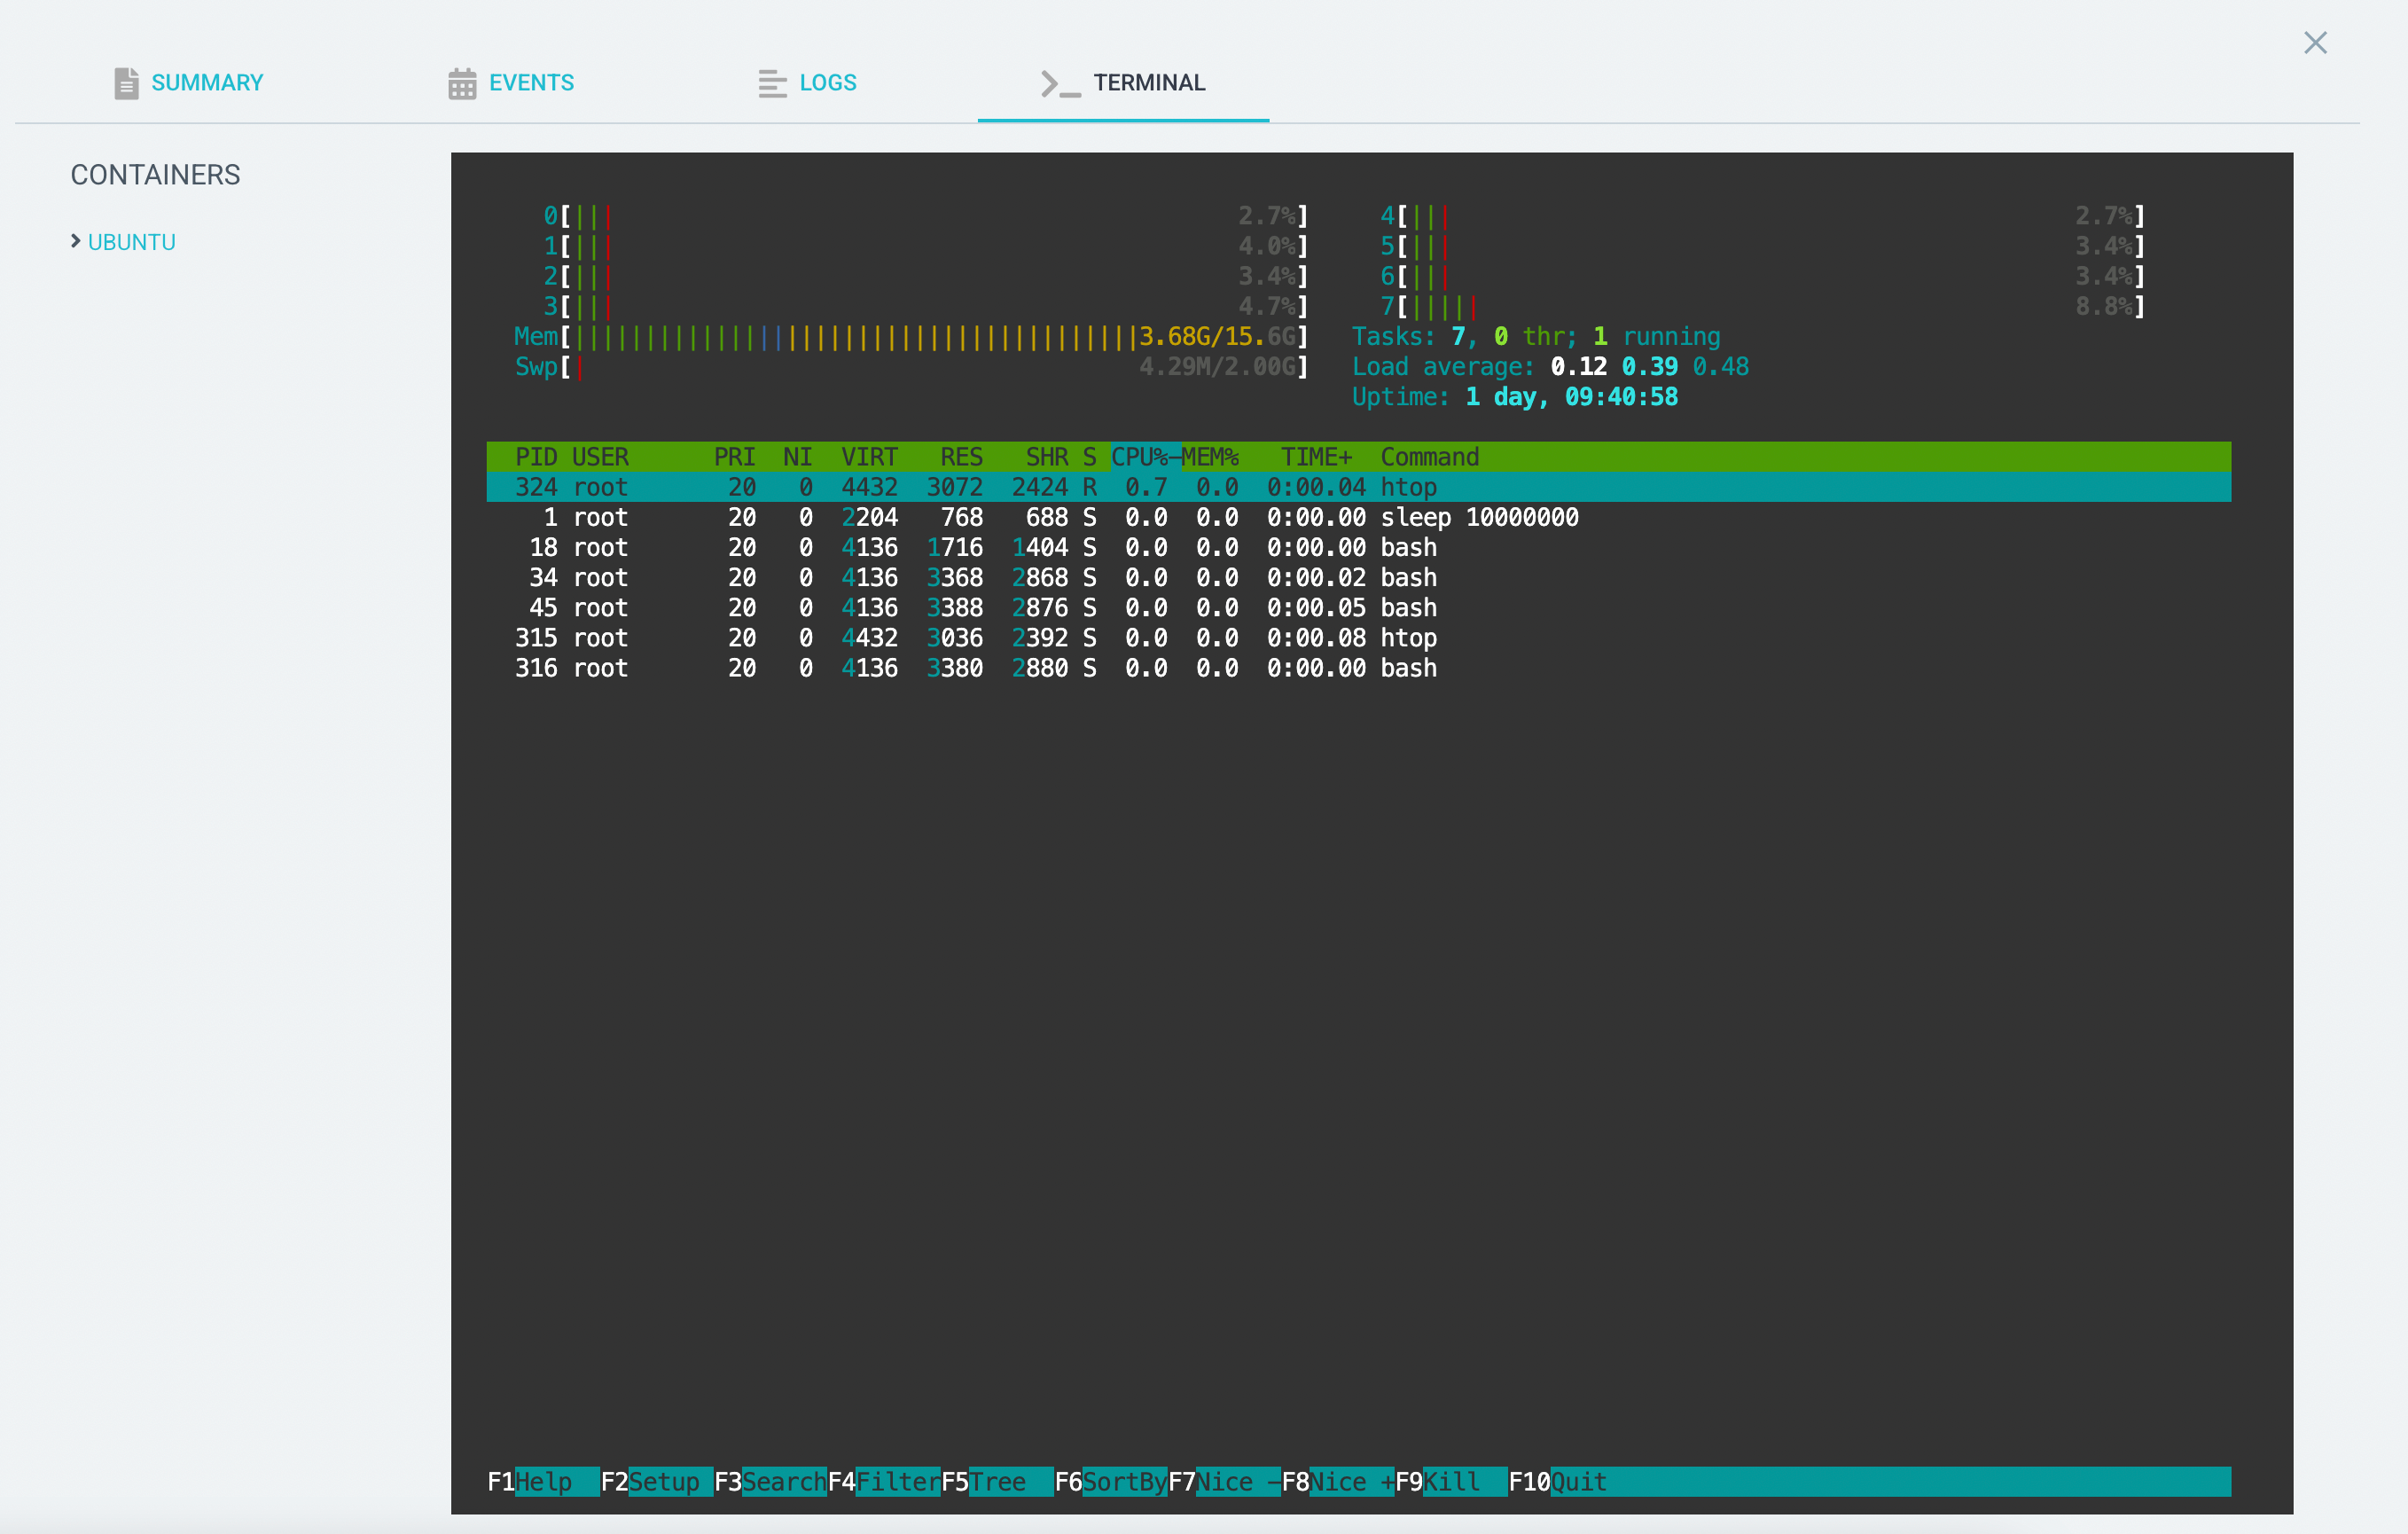 SUMMARY EVENTS LOGS TERMINAL
CONTAINERS
UBUNTU
0[||| 2.7%] 4[||| 2.7%]
1[||| 4.0%] 5[||| 3.4%]
2[||| 3.4%] 6[||| 3.4%]
3[||| 4.7%] 7[||||| 8.8%]
Mem[||||||||||||||||||||||||||||||||||||||||3.68G/15.6G] Tasks: 7, 0 thr; 1 running
Swp[| 4.29M/2.00G] Load average: 0.12 0.39 0.48
Uptime: 1 day, 09:40:58
PID USER PRI NI VIRT RES SHR S CPU%–MEM% TIME+ Command
324 root 20 0 4432 3072 2424 R 0.7 0.0 0:00.04 htop
1 root 20 0 2204 768 688 S 0.0 0.0 0:00.00 sleep 10000000
18 root 20 0 4136 1716 1404 S 0.0 0.0 0:00.00 bash
34 root 20 0 4136 3368 2868 S 0.0 0.0 0:00.02 bash
45 root 20 0 4136 3388 2876 S 0.0 0.0 0:00.05 bash
315 root 20 0 4432 3036 2392 S 0.0 0.0 0:00.08 htop
316 root 20 0 4136 3380 2880 S 0.0 0.0 0:00.00 bash
F1Help F2Setup F3SearchF4FilterF5Tree F6SortByF7Nice –F8Nice +F9Kill F10Quit